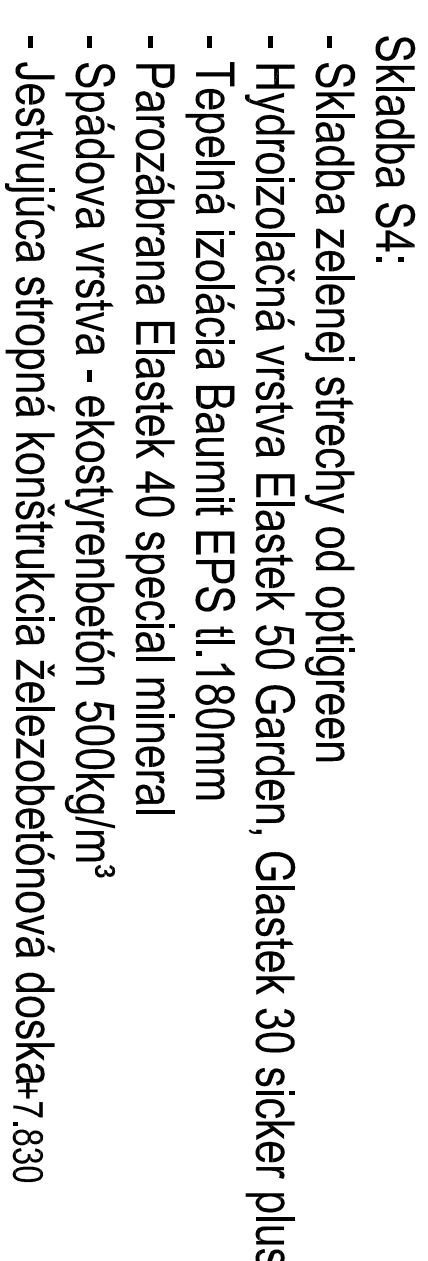 Skladba S4:
- Skladba zelenej strechy od optigreen
- Hydroizolačná vrstva Elastek 50 Garden, Glastek 30 sicker plus
- Tepelná izolácia Baumit EPS tl.180mm
- Parozábrana Elastek 40 special mineral
- Spádova vrstva - ekostyrenbetón 500kg/m³
- Jestvujúca stropná konštrukcia železobetónová doska+7.830